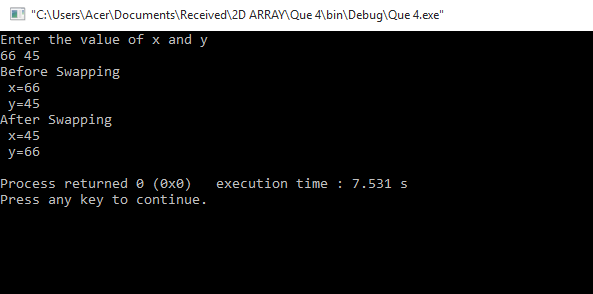 "C:\Users\Acer\Documents\Received\2D ARRAY\Que 4\bin\Debug\Que 4.exe"
Enter the value of x and y
66 45
Before Swapping
 x=66
 y=45
After Swapping
 x=45
 y=66

Process returned 0 (0x0)   execution time : 7.531 s
Press any key to continue.